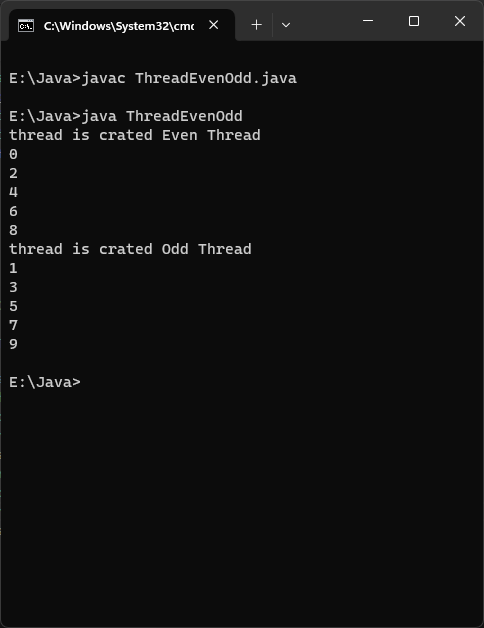 C:\Windows\System32\cmd
E:\Java>javac ThreadEvenOdd.java
E:\Java>java ThreadEvenOdd
thread is crated Even Thread
0
2
4
6
8
thread is crated Odd Thread
1
3
5
7
9
E:\Java>